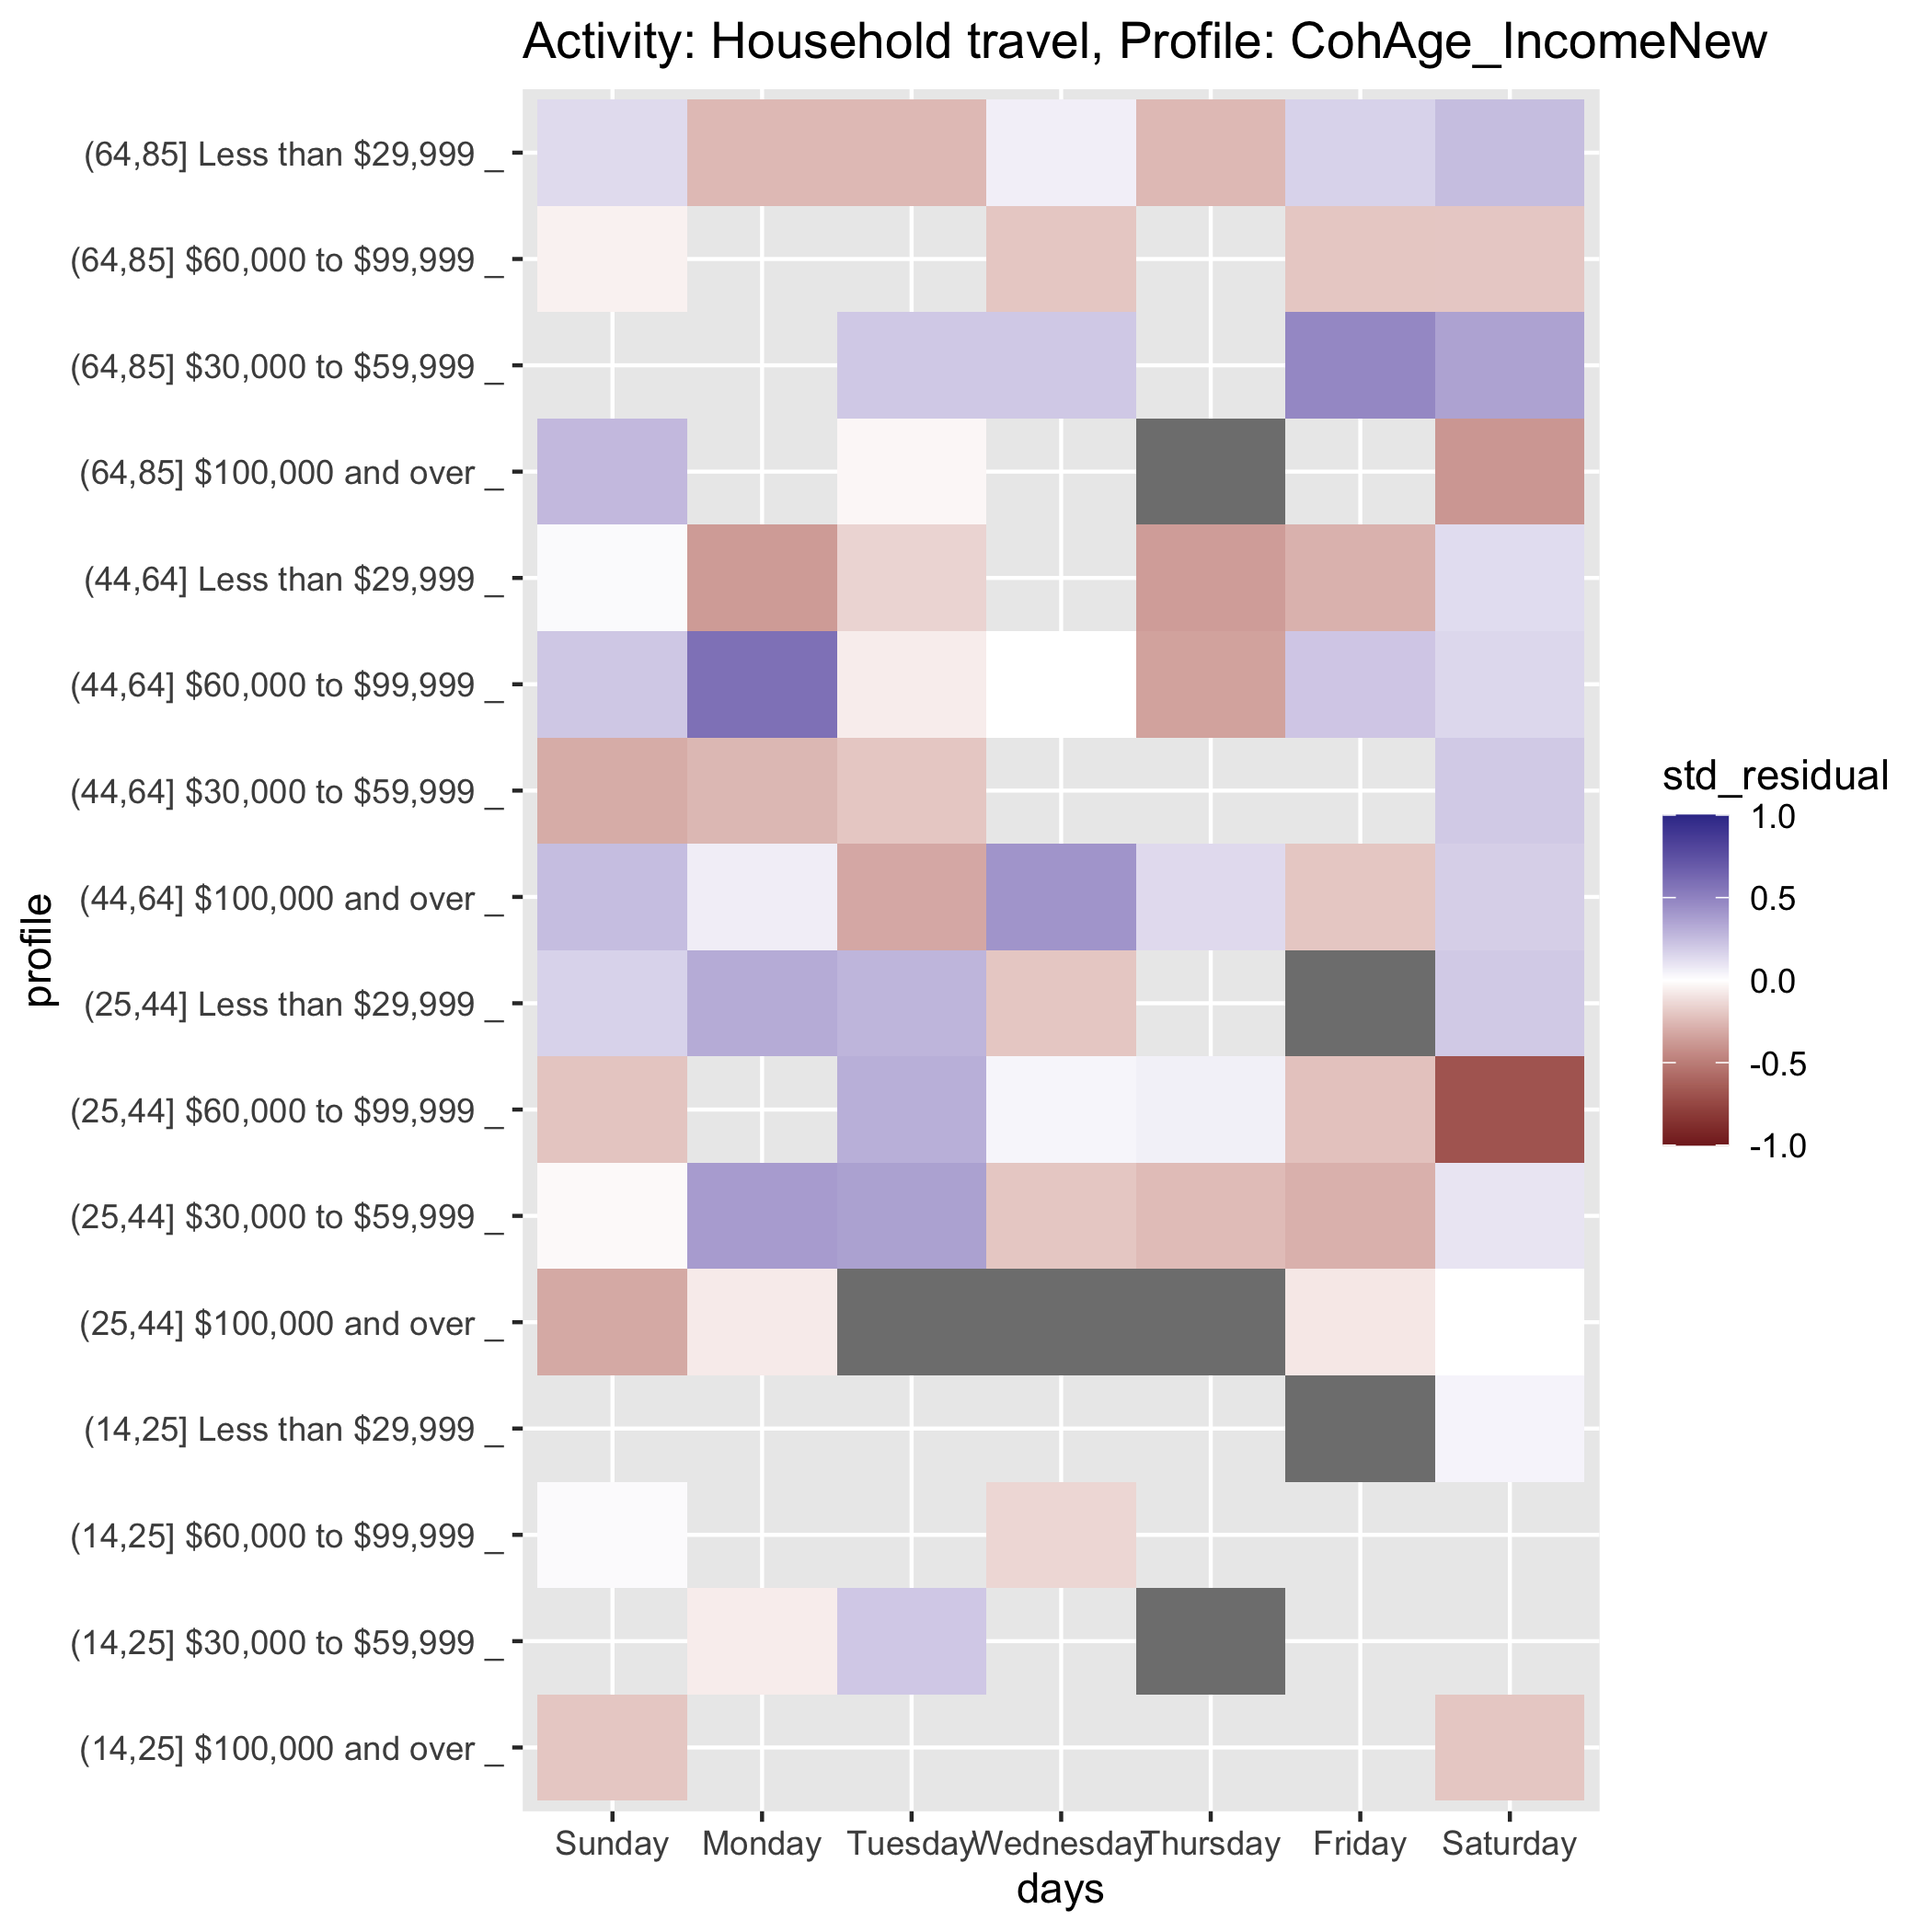 Activity: Household travel, Profile: CohAge_IncomeNew
(64,85] Less than $29,999 _
(64,85] $60,000 to $99,999 _
(64,85] $30,000 to $59,999 _
(64,85] $100,000 and over _
(44,64] Less than $29,999 _
(44,64] $60,000 to $99,999 _
(44,64] $30,000 to $59,999 _
(44,64] $100,000 and over _
(25,44] Less than $29,999 _
(25,44] $60,000 to $99,999 _
(25,44] $30,000 to $59,999 _
(25,44] $100,000 and over _
(14,25] Less than $29,999 _
(14,25] $60,000 to $99,999 _
(14,25] $30,000 to $59,999 _
(14,25] $100,000 and over _
profile
Sunday Monday Tuesday Wednesday Thursday Friday Saturday
days
std_residual
1.0
0.5
0.0
-0.5
-1.0